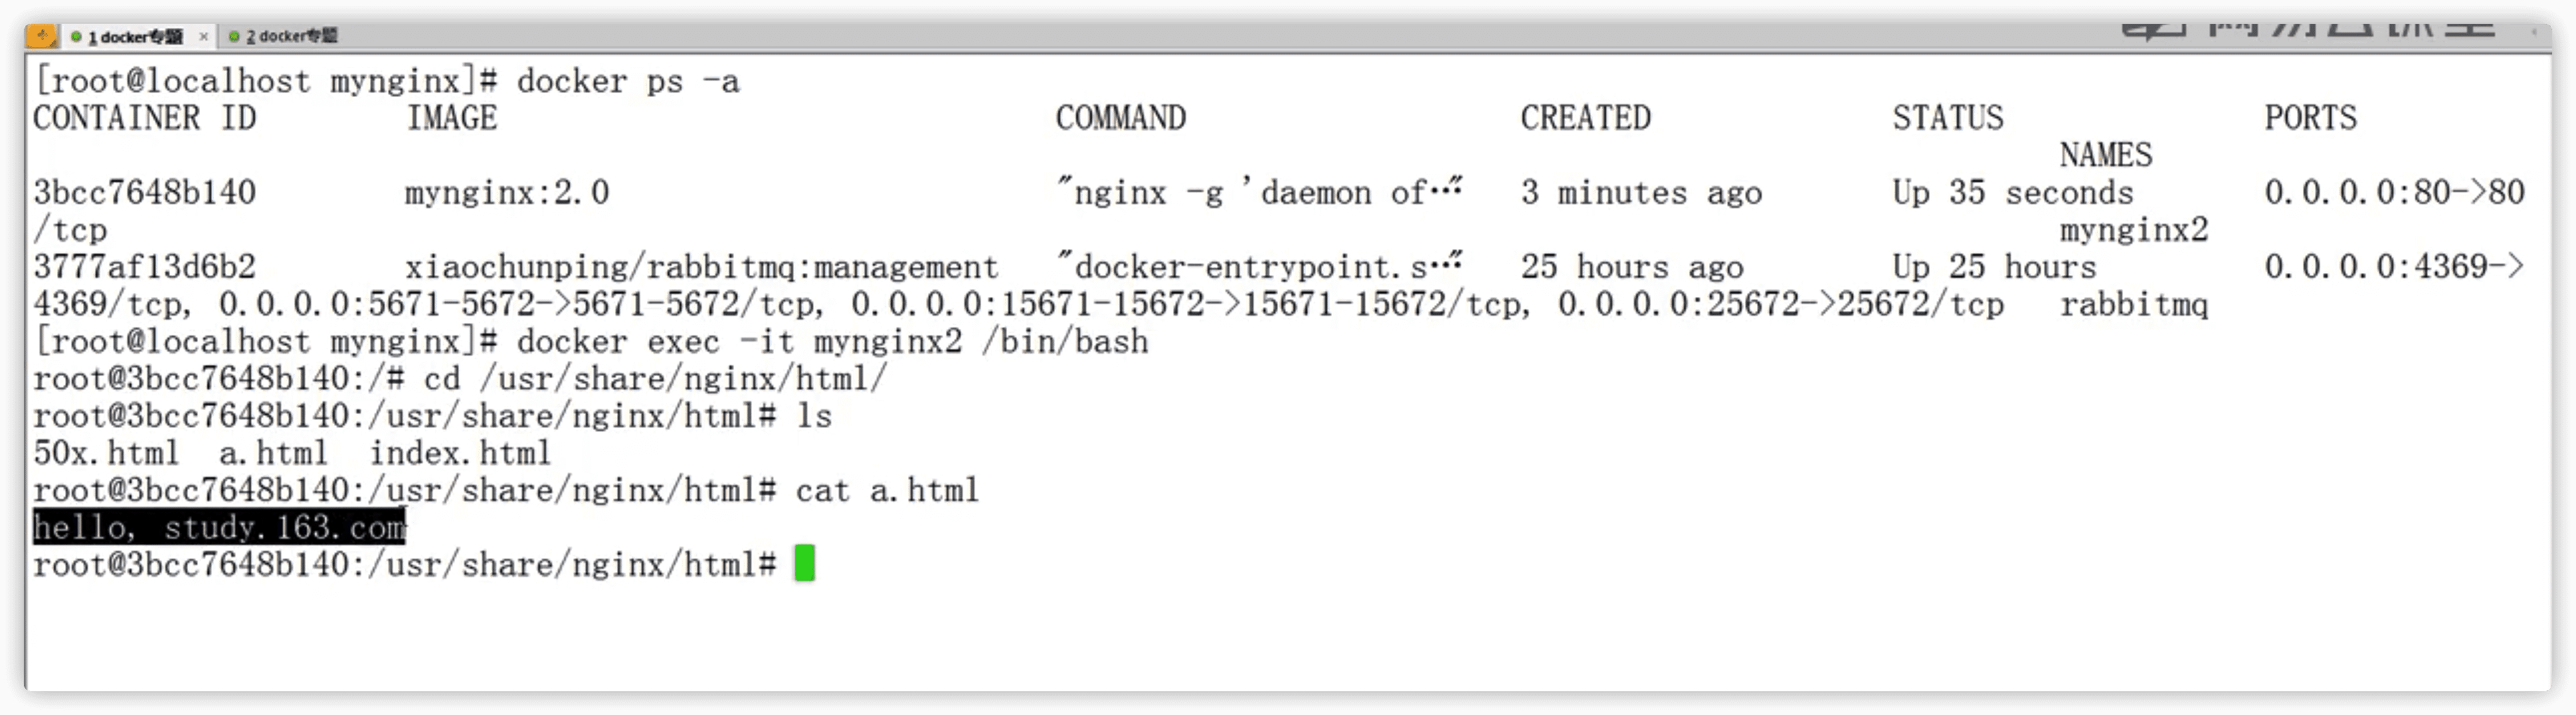 1 docker专题 × 2 docker专题
[root@localhost mynginx]# docker ps -a
CONTAINER ID IMAGE COMMAND CREATED STATUS PORTS
NAMES
3bcc7648b140 mynginx:2.0 "nginx -g 'daemon of…" 3 minutes ago Up 35 seconds 0.0.0.0:80->80
/tcp mynginx2
3777af13d6b2 xiaochunping/rabbitmq:management "docker-entrypoint.s…" 25 hours ago Up 25 hours 0.0.0.0:4369->
4369/tcp, 0.0.0.0:5671-5672->5671-5672/tcp, 0.0.0.0:15671-15672->15671-15672/tcp, 0.0.0.0:25672->25672/tcp rabbitmq
[root@localhost mynginx]# docker exec -it mynginx2 /bin/bash
root@3bcc7648b140:/# cd /usr/share/nginx/html/
root@3bcc7648b140:/usr/share/nginx/html# ls
50x.html a.html index.html
root@3bcc7648b140:/usr/share/nginx/html# cat a.html
hello, study.163.com
root@3bcc7648b140:/usr/share/nginx/html#